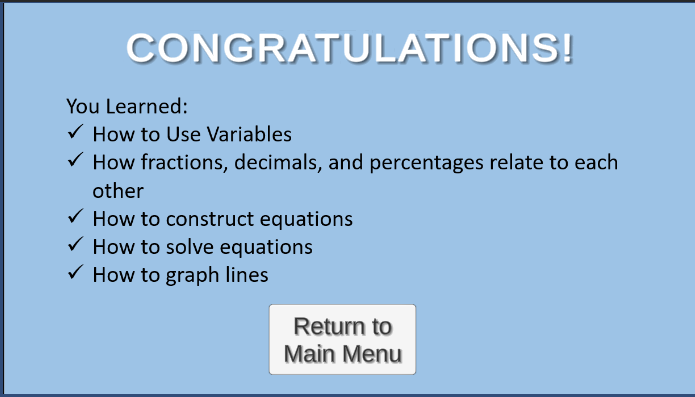 CONGRATULATIONS!
You Learned:
✓ How to Use Variables
✓ How fractions, decimals, and percentages relate to each
other
✓ How to construct equations
✓ How to solve equations
✓ How to graph lines
Return to
Main Menu